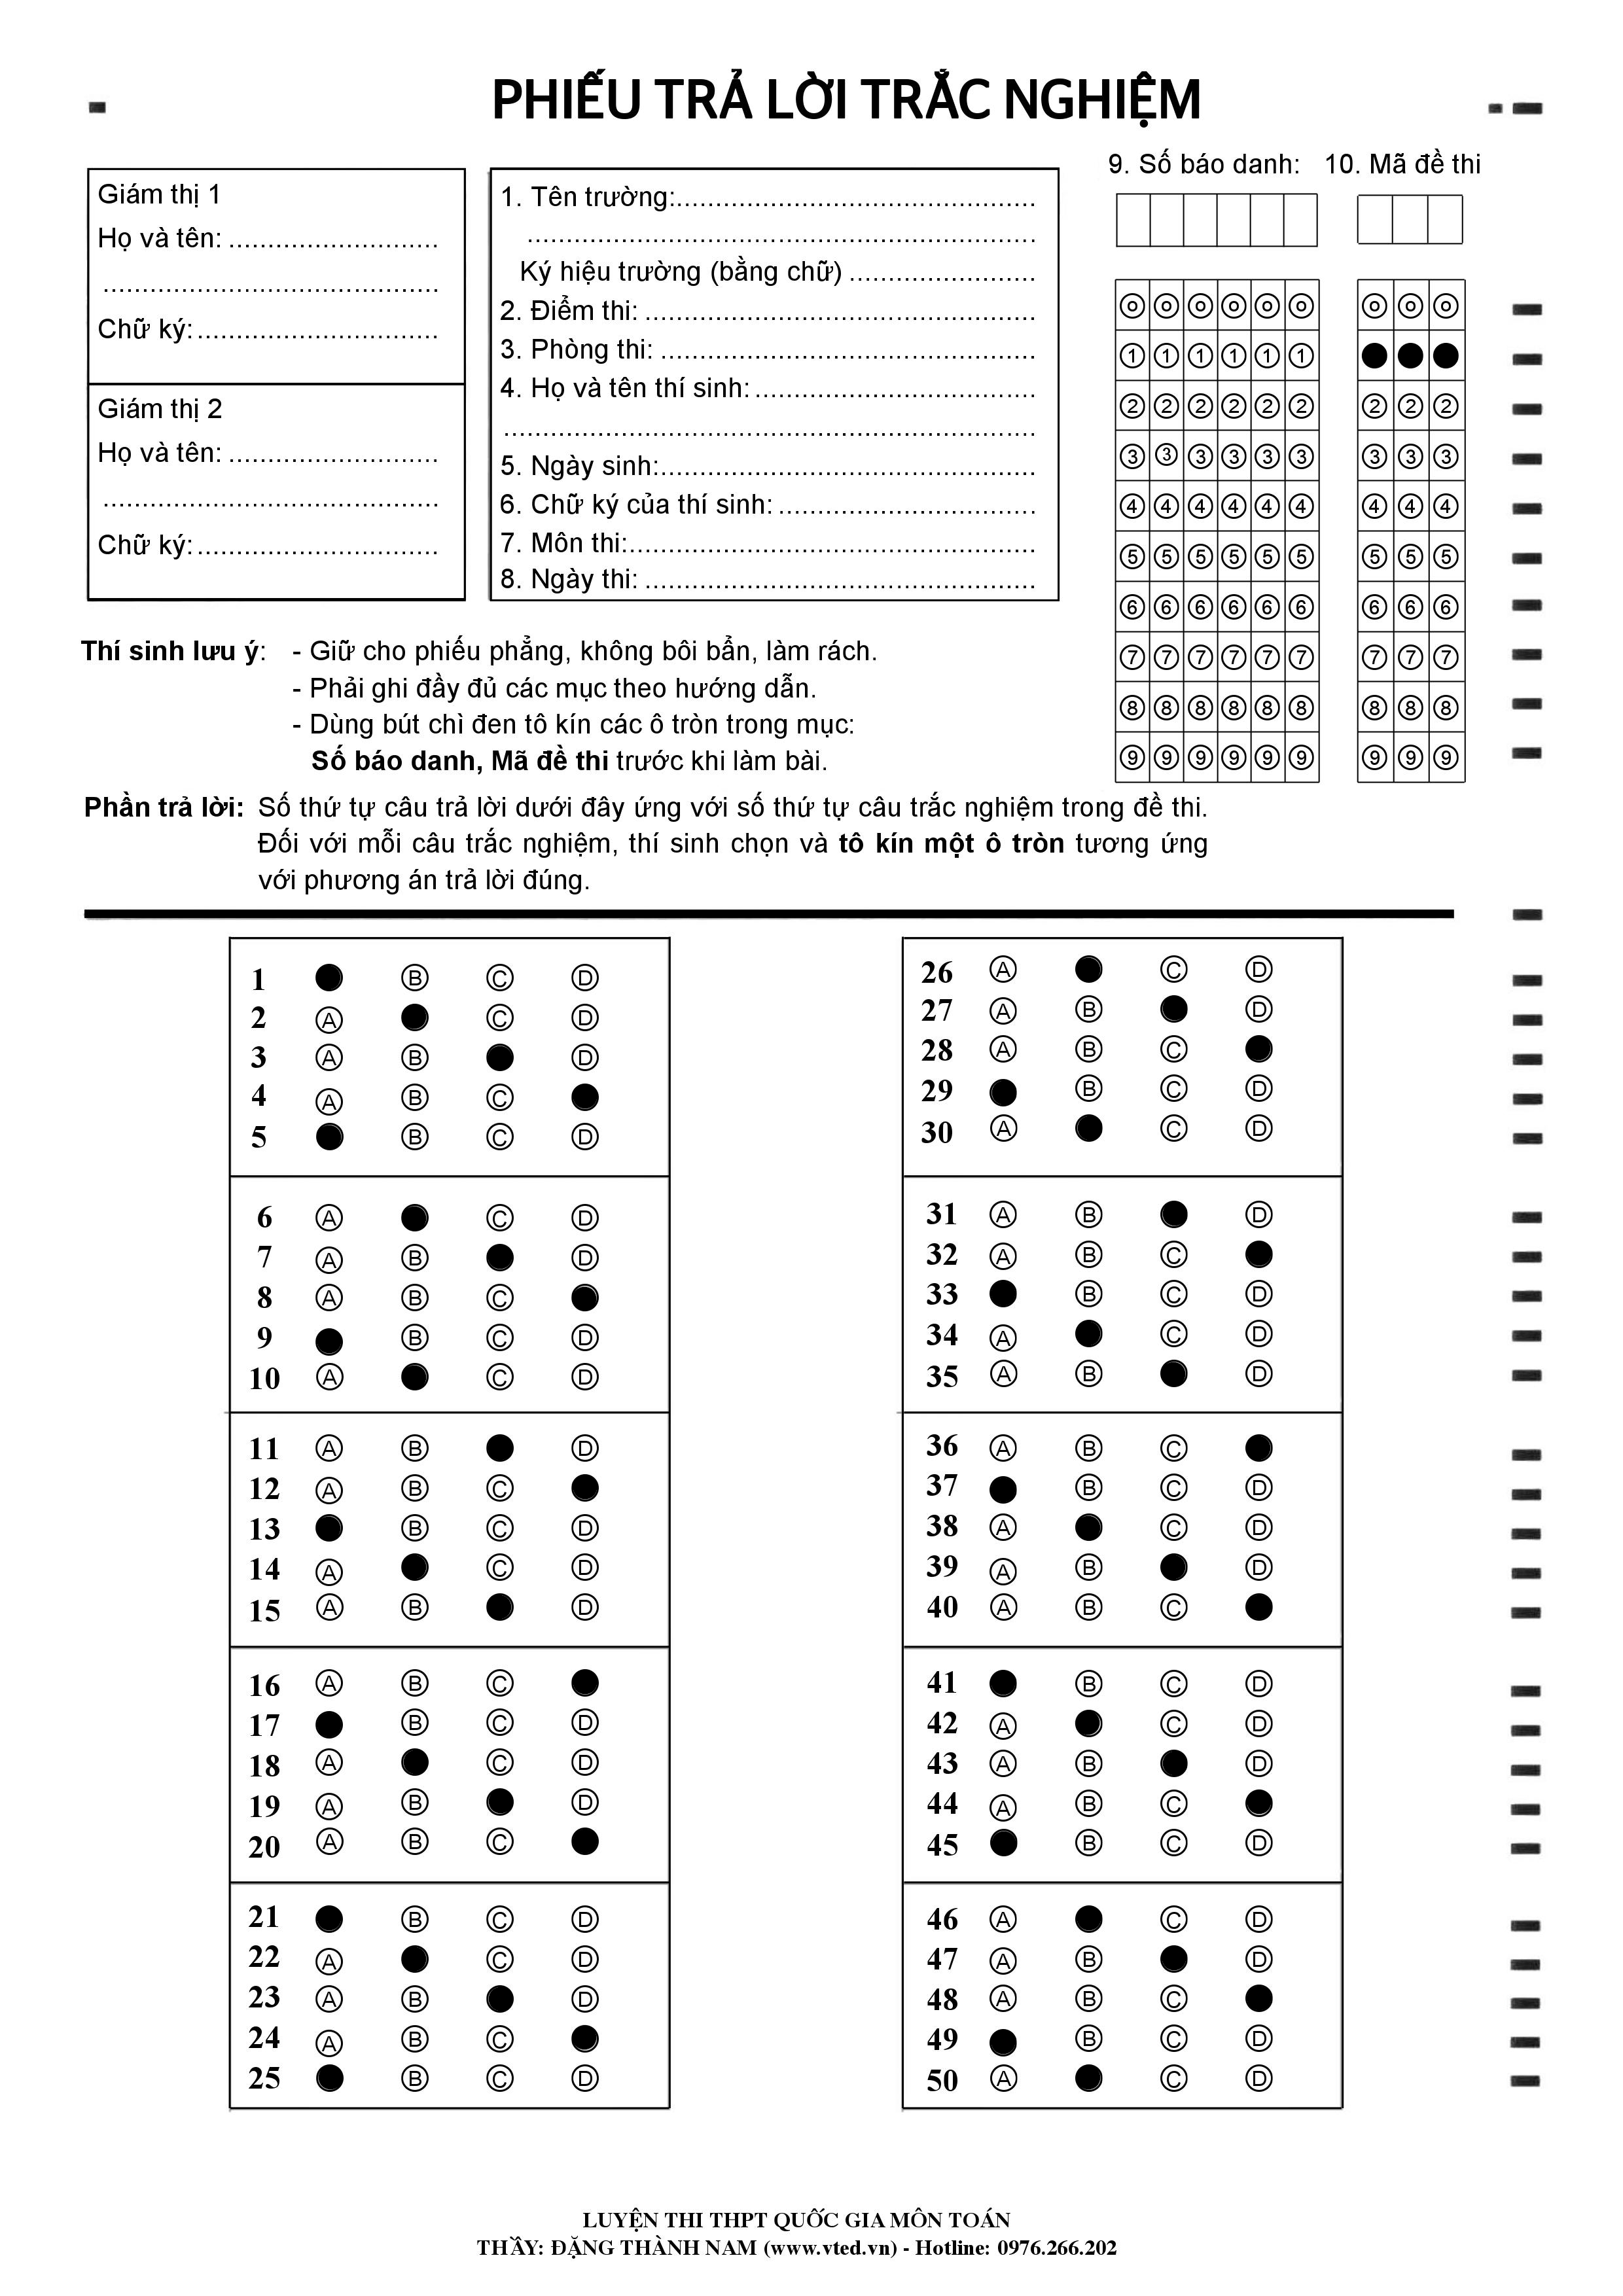 PHIẾU TRẢ LỜI TRẮC NGHIỆM
Giám thị 1
Họ và tên: ...........................
...........................................
Chữ ký: ...............................
Giám thị 2
Họ và tên: ...........................
...........................................
Chữ ký: ...............................
1. Tên trường:..............................................
.................................................................
Ký hiệu trường (bằng chữ) ........................
2. Điểm thi: ..................................................
3. Phòng thi: ................................................
4. Họ và tên thí sinh: ....................................
....................................................................
5. Ngày sinh:................................................
6. Chữ ký của thí sinh: .................................
7. Môn thi:....................................................
8. Ngày thi: ..................................................
9. Số báo danh: 10. Mã đề thi
0 0 0 0 0 0 0 0 0
1 1 1 1 1 1
2 2 2 2 2 2 2 2 2
3 3 3 3 3 3 3 3 3
4 4 4 4 4 4 4 4 4
5 5 5 5 5 5 5 5 5
6 6 6 6 6 6 6 6 6
7 7 7 7 7 7 7 7 7
8 8 8 8 8 8 8 8 8
9 9 9 9 9 9 9 9 9
Thí sinh lưu ý: - Giữ cho phiếu phẳng, không bôi bẩn, làm rách.
- Phải ghi đầy đủ các mục theo hướng dẫn.
- Dùng bút chì đen tô kín các ô tròn trong mục:
Số báo danh, Mã đề thi trước khi làm bài.
Phần trả lời: Số thứ tự câu trả lời dưới đây ứng với số thứ tự câu trắc nghiệm trong đề thi.
Đối với mỗi câu trắc nghiệm, thí sinh chọn và tô kín một ô tròn tương ứng
với phương án trả lời đúng.
1 B C D
2 A C D
3 A B D
4 A B C
5 B C D
6 A C D
7 A B D
8 A B C
9 B C D
10 A C D
11 A B D
12 A B C
13 B C D
14 A C D
15 A B D
16 A B C
17 B C D
18 A C D
19 A B D
20 A B C
21 B C D
22 A C D
23 A B D
24 A B C
25 B C D
26 A C D
27 A B D
28 A B C
29 B C D
30 A C D
31 A B D
32 A B C
33 B C D
34 A C D
35 A B D
36 A B C
37 B C D
38 A C D
39 A B D
40 A B C
41 B C D
42 A C D
43 A B D
44 A B C
45 B C D
46 A C D
47 A B D
48 A B C
49 B C D
50 A C D
LUYỆN THI THPT QUỐC GIA MÔN TOÁN
THẦY: ĐẶNG THÀNH NAM (www.vted.vn) - Hotline: 0976.266.202